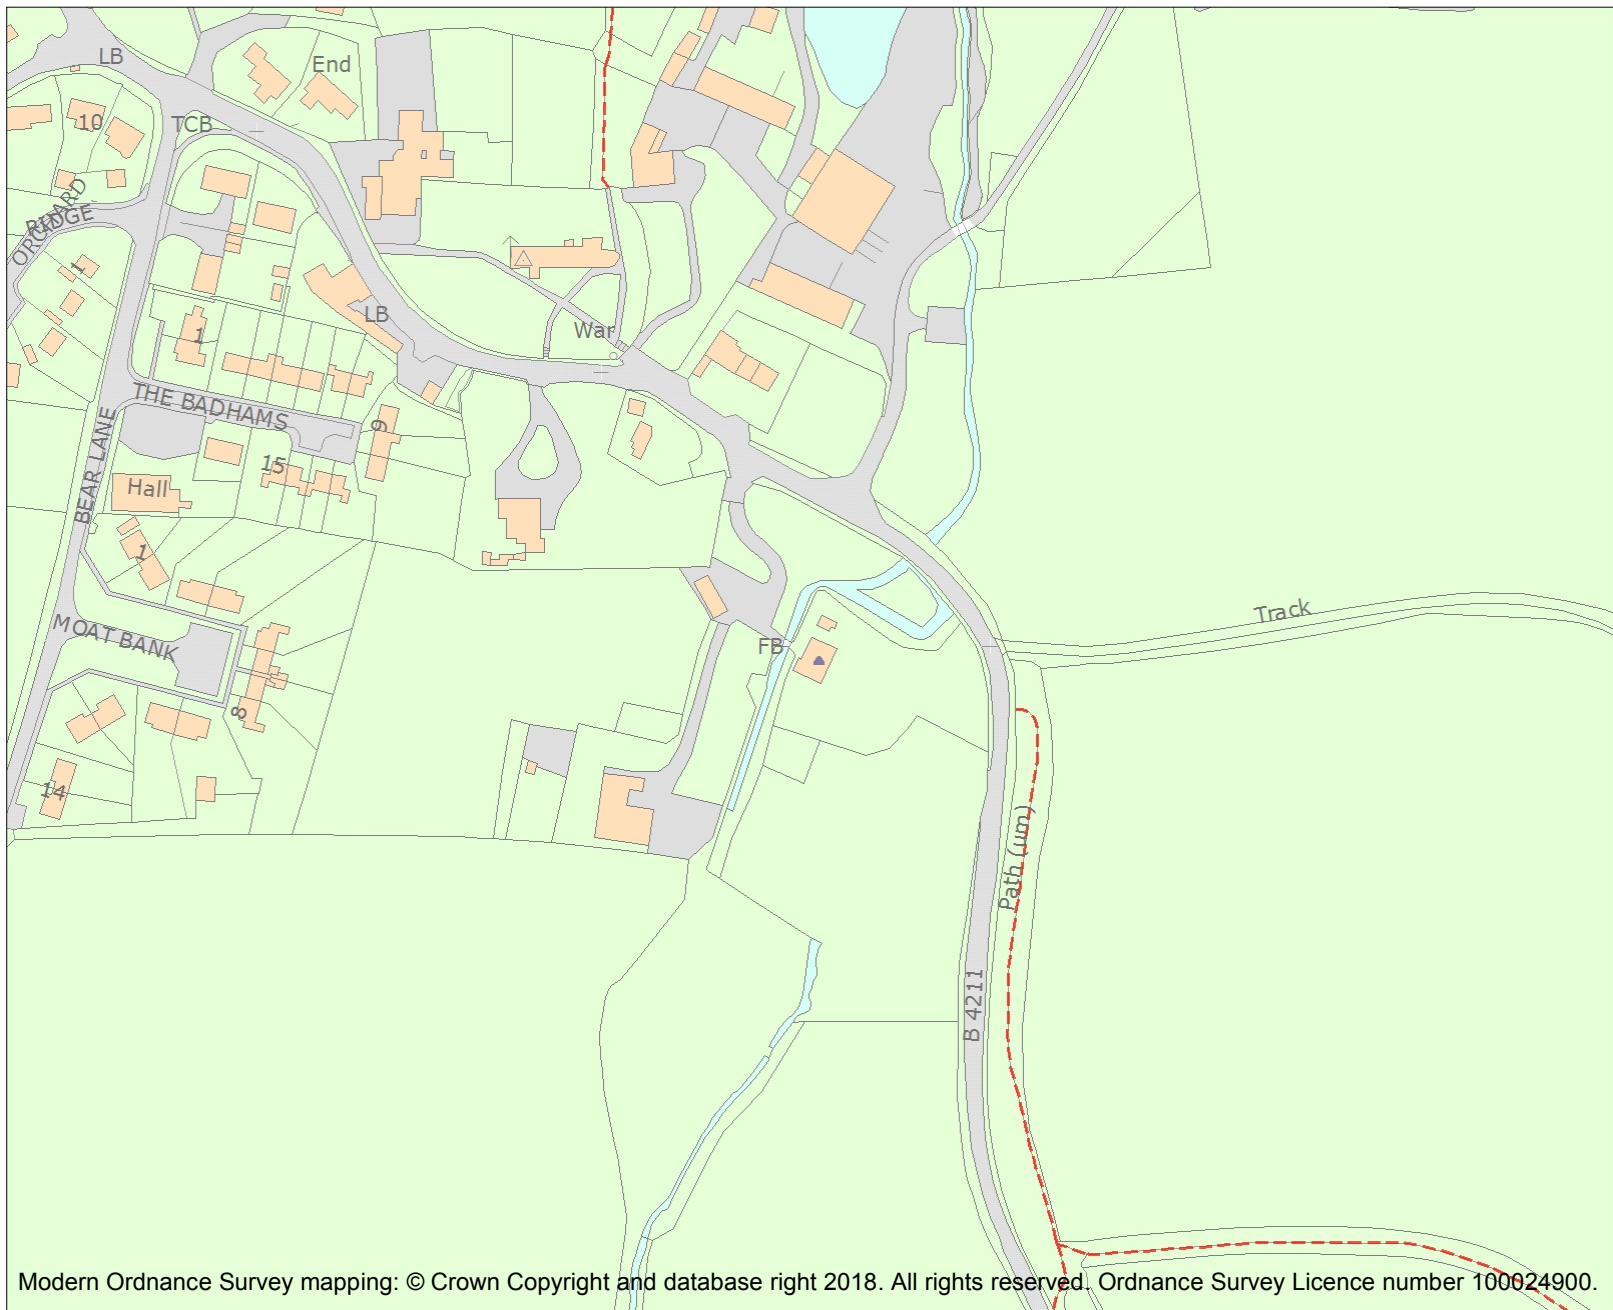 LB
End
10
TCB
ORCHARD
RIDGE
1
LB
War
1
THE BADHAMS
9
BEAR LANE
15
Hall
1
Track
MOAT BANK
FB
8
14
Path (um)
B 4211
Modern Ordnance Survey mapping: © Crown Copyright and database right 2018. All rights reserved. Ordnance Survey Licence number 100024900.